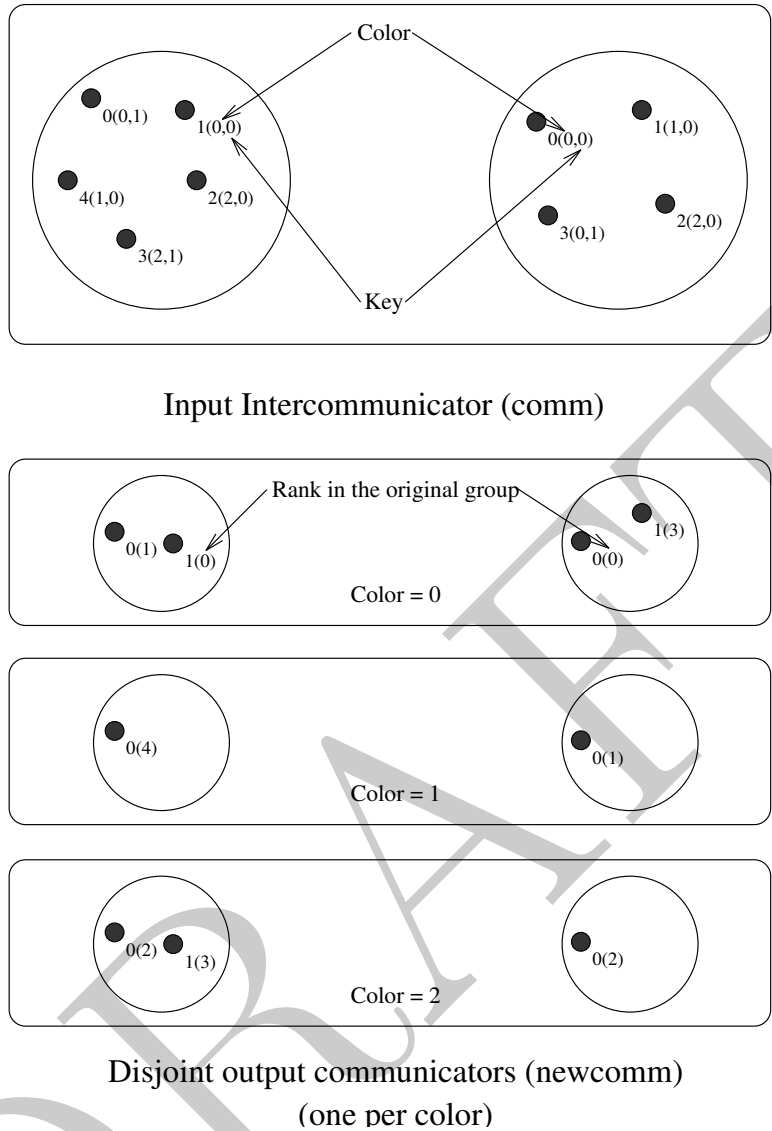 Color
0(0,1)
1(0,0)
4(1,0)
2(2,0)
3(2,1)
0(0,0)
1(1,0)
3(0,1)
2(2,0)
Key
Input Intercommunicator (comm)
Rank in the original group
0(1)
1(0)
0(0)
1(3)
Color = 0
0(4)
0(1)
Color = 1
0(2)
1(3)
0(2)
Color = 2
Disjoint output communicators (newcomm)
(one per color)
DRAFT